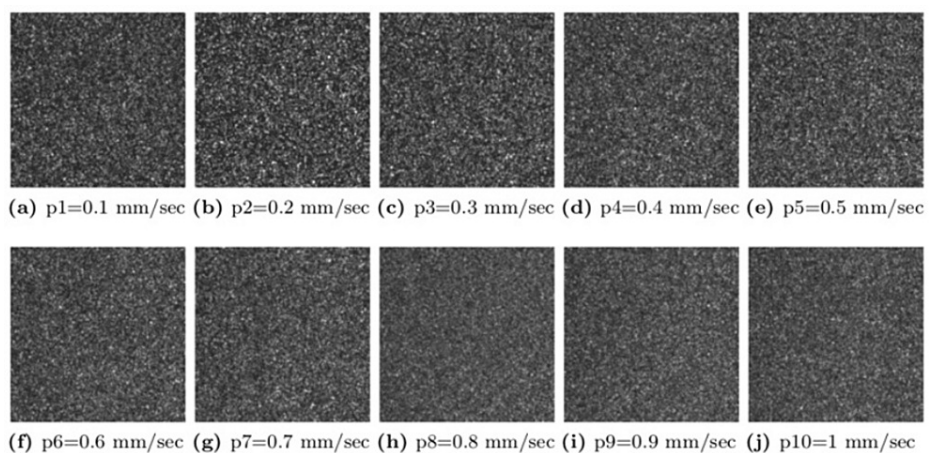 (a) p1=0.1 mm/sec (b) p2=0.2 mm/sec (c) p3=0.3 mm/sec (d) p4=0.4 mm/sec (e) p5=0.5 mm/sec
(f) p6=0.6 mm/sec (g) p7=0.7 mm/sec (h) p8=0.8 mm/sec (i) p9=0.9 mm/sec (j) p10=1 mm/sec